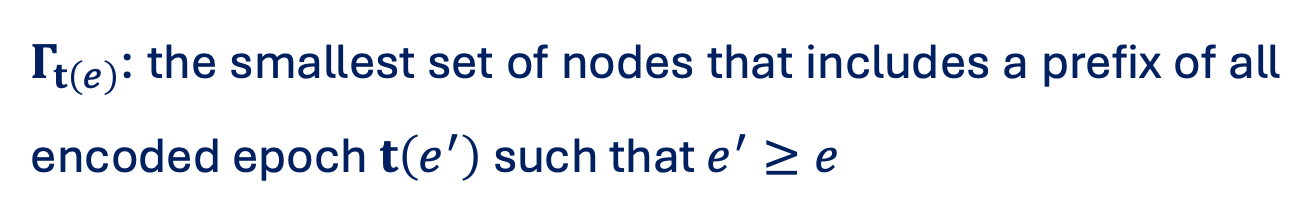 𝚪𝐭(𝑒): the smallest set of nodes that includes a prefix of all
encoded epoch 𝐭(𝑒′) such that 𝑒′ ≥ 𝑒